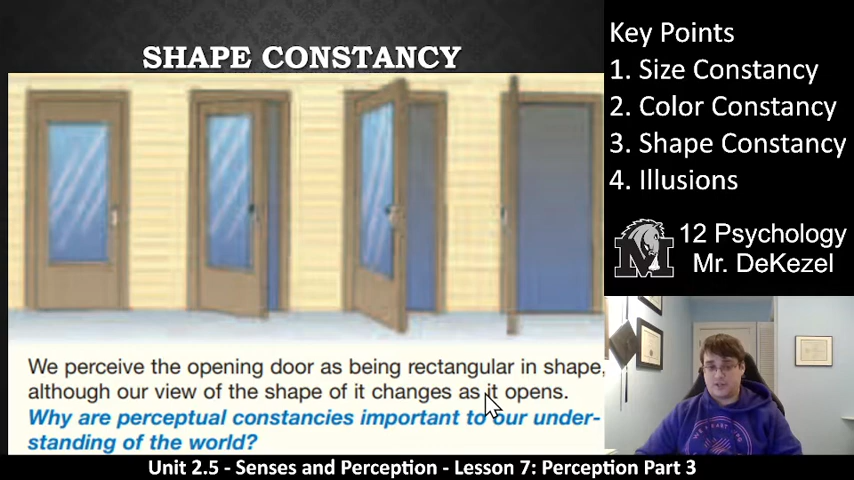 SHAPE CONSTANCY
We perceive the opening door as being rectangular in shape,
although our view of the shape of it changes as it opens.
Why are perceptual constancies important to our under-
standing of the world?
Key Points
1. Size Constancy
2. Color Constancy
3. Shape Constancy
4. Illusions
M
12 Psychology
Mr. DeKezel
Unit 2.5 - Senses and Perception - Lesson 7: Perception Part 3